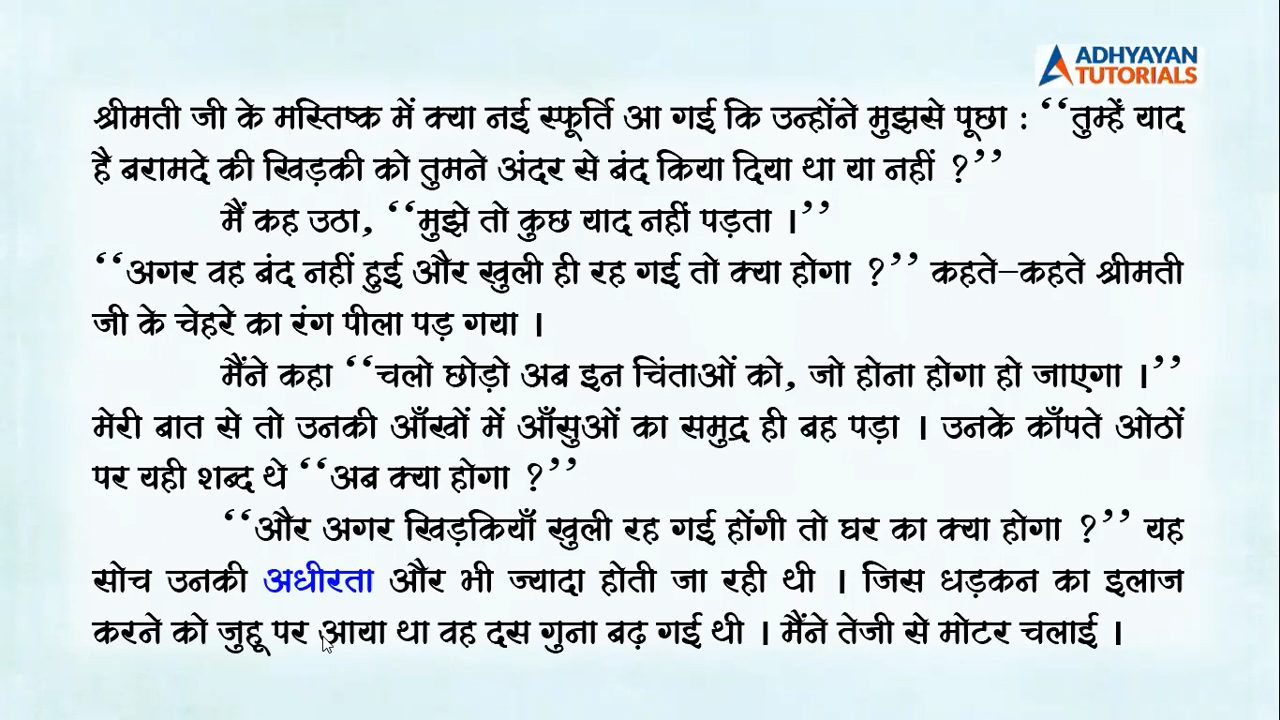 ADHYAYAN
TUTORIALS
श्रीमती जी के मस्तिष्क में क्या नई स्फूर्ति आ गई कि उन्होंने मुझसे पूछा : ‘‘तुम्हें याद
है बरामदे की खिड़की को तुमने अंदर से बंद किया दिया था या नहीं ?’’
मैं कह उठा, ‘‘मुझे तो कुछ याद नहीं पड़ता ।’’
‘‘अगर वह बंद नहीं हुई और खुली ही रह गई तो क्या होगा ?’’ कहते–कहते श्रीमती
जी के चेहरे का रंग पीला पड़ गया ।
मैंने कहा ‘‘चलो छोड़ो अब इन चिंताओं को, जो होना होगा हो जाएगा ।’’
मेरी बात से तो उनकी आँखों में आँसुओं का समुद्र ही बह पड़ा । उनके काँपते ओठों
पर यही शब्द थे ‘‘अब क्या होगा ?’’
‘‘और अगर खिड़कियाँ खुली रह गई होंगी तो घर का क्या होगा ?’’ यह
सोच उनकी अधीरता और भी ज्यादा होती जा रही थी । जिस धड़कन का इलाज
करने को जुहू पर आया था वह दस गुना बढ़ गई थी । मैंने तेजी से मोटर चलाई ।